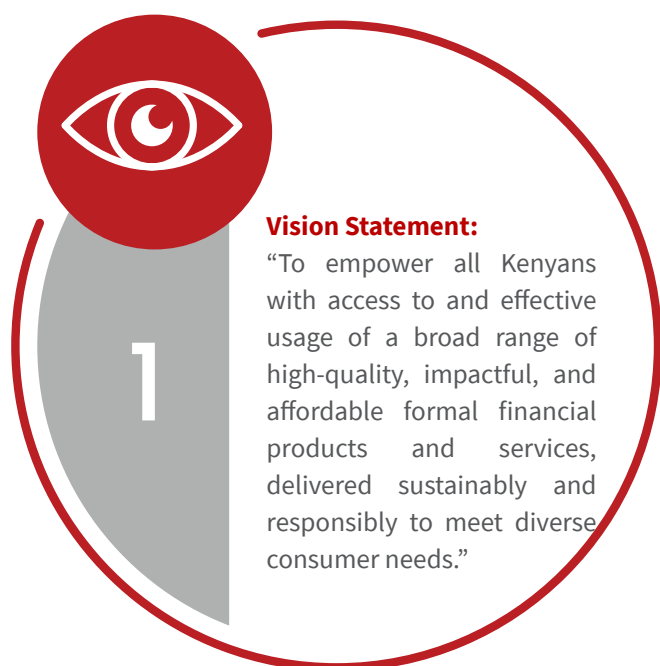 Vision Statement:
“To empower all Kenyans
with access to and effective
usage of a broad range of
high-quality, impactful, and
affordable formal financial
products and services,
delivered sustainably and
responsibly to meet diverse
consumer needs.”
1